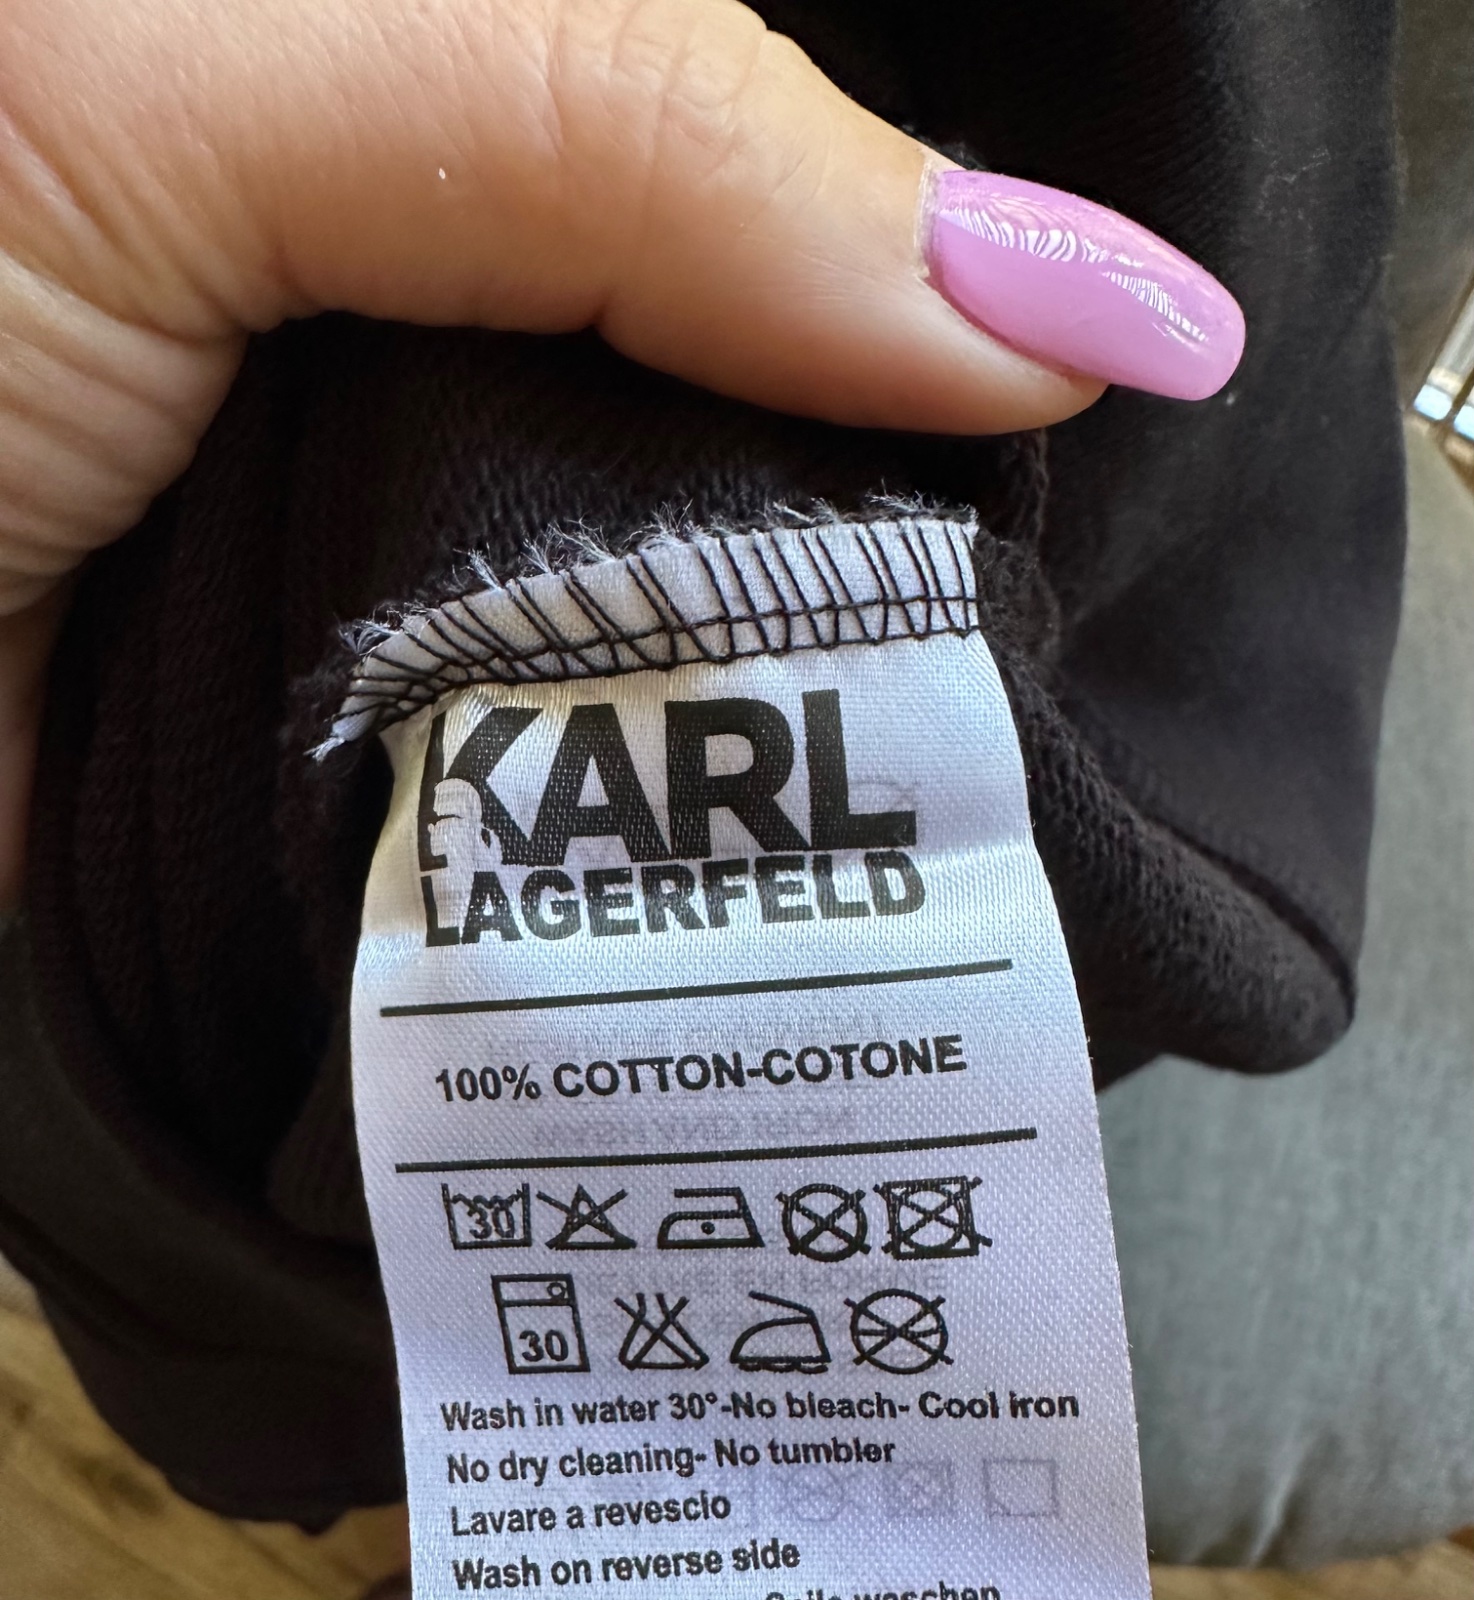 KARL
LAGERFELD
100% COTTON-COTONE
30
30
Wash in water 30°-No bleach- Cool iron
No dry cleaning- No tumbler
Lavare a revescio
Wash on reverse side
waschen